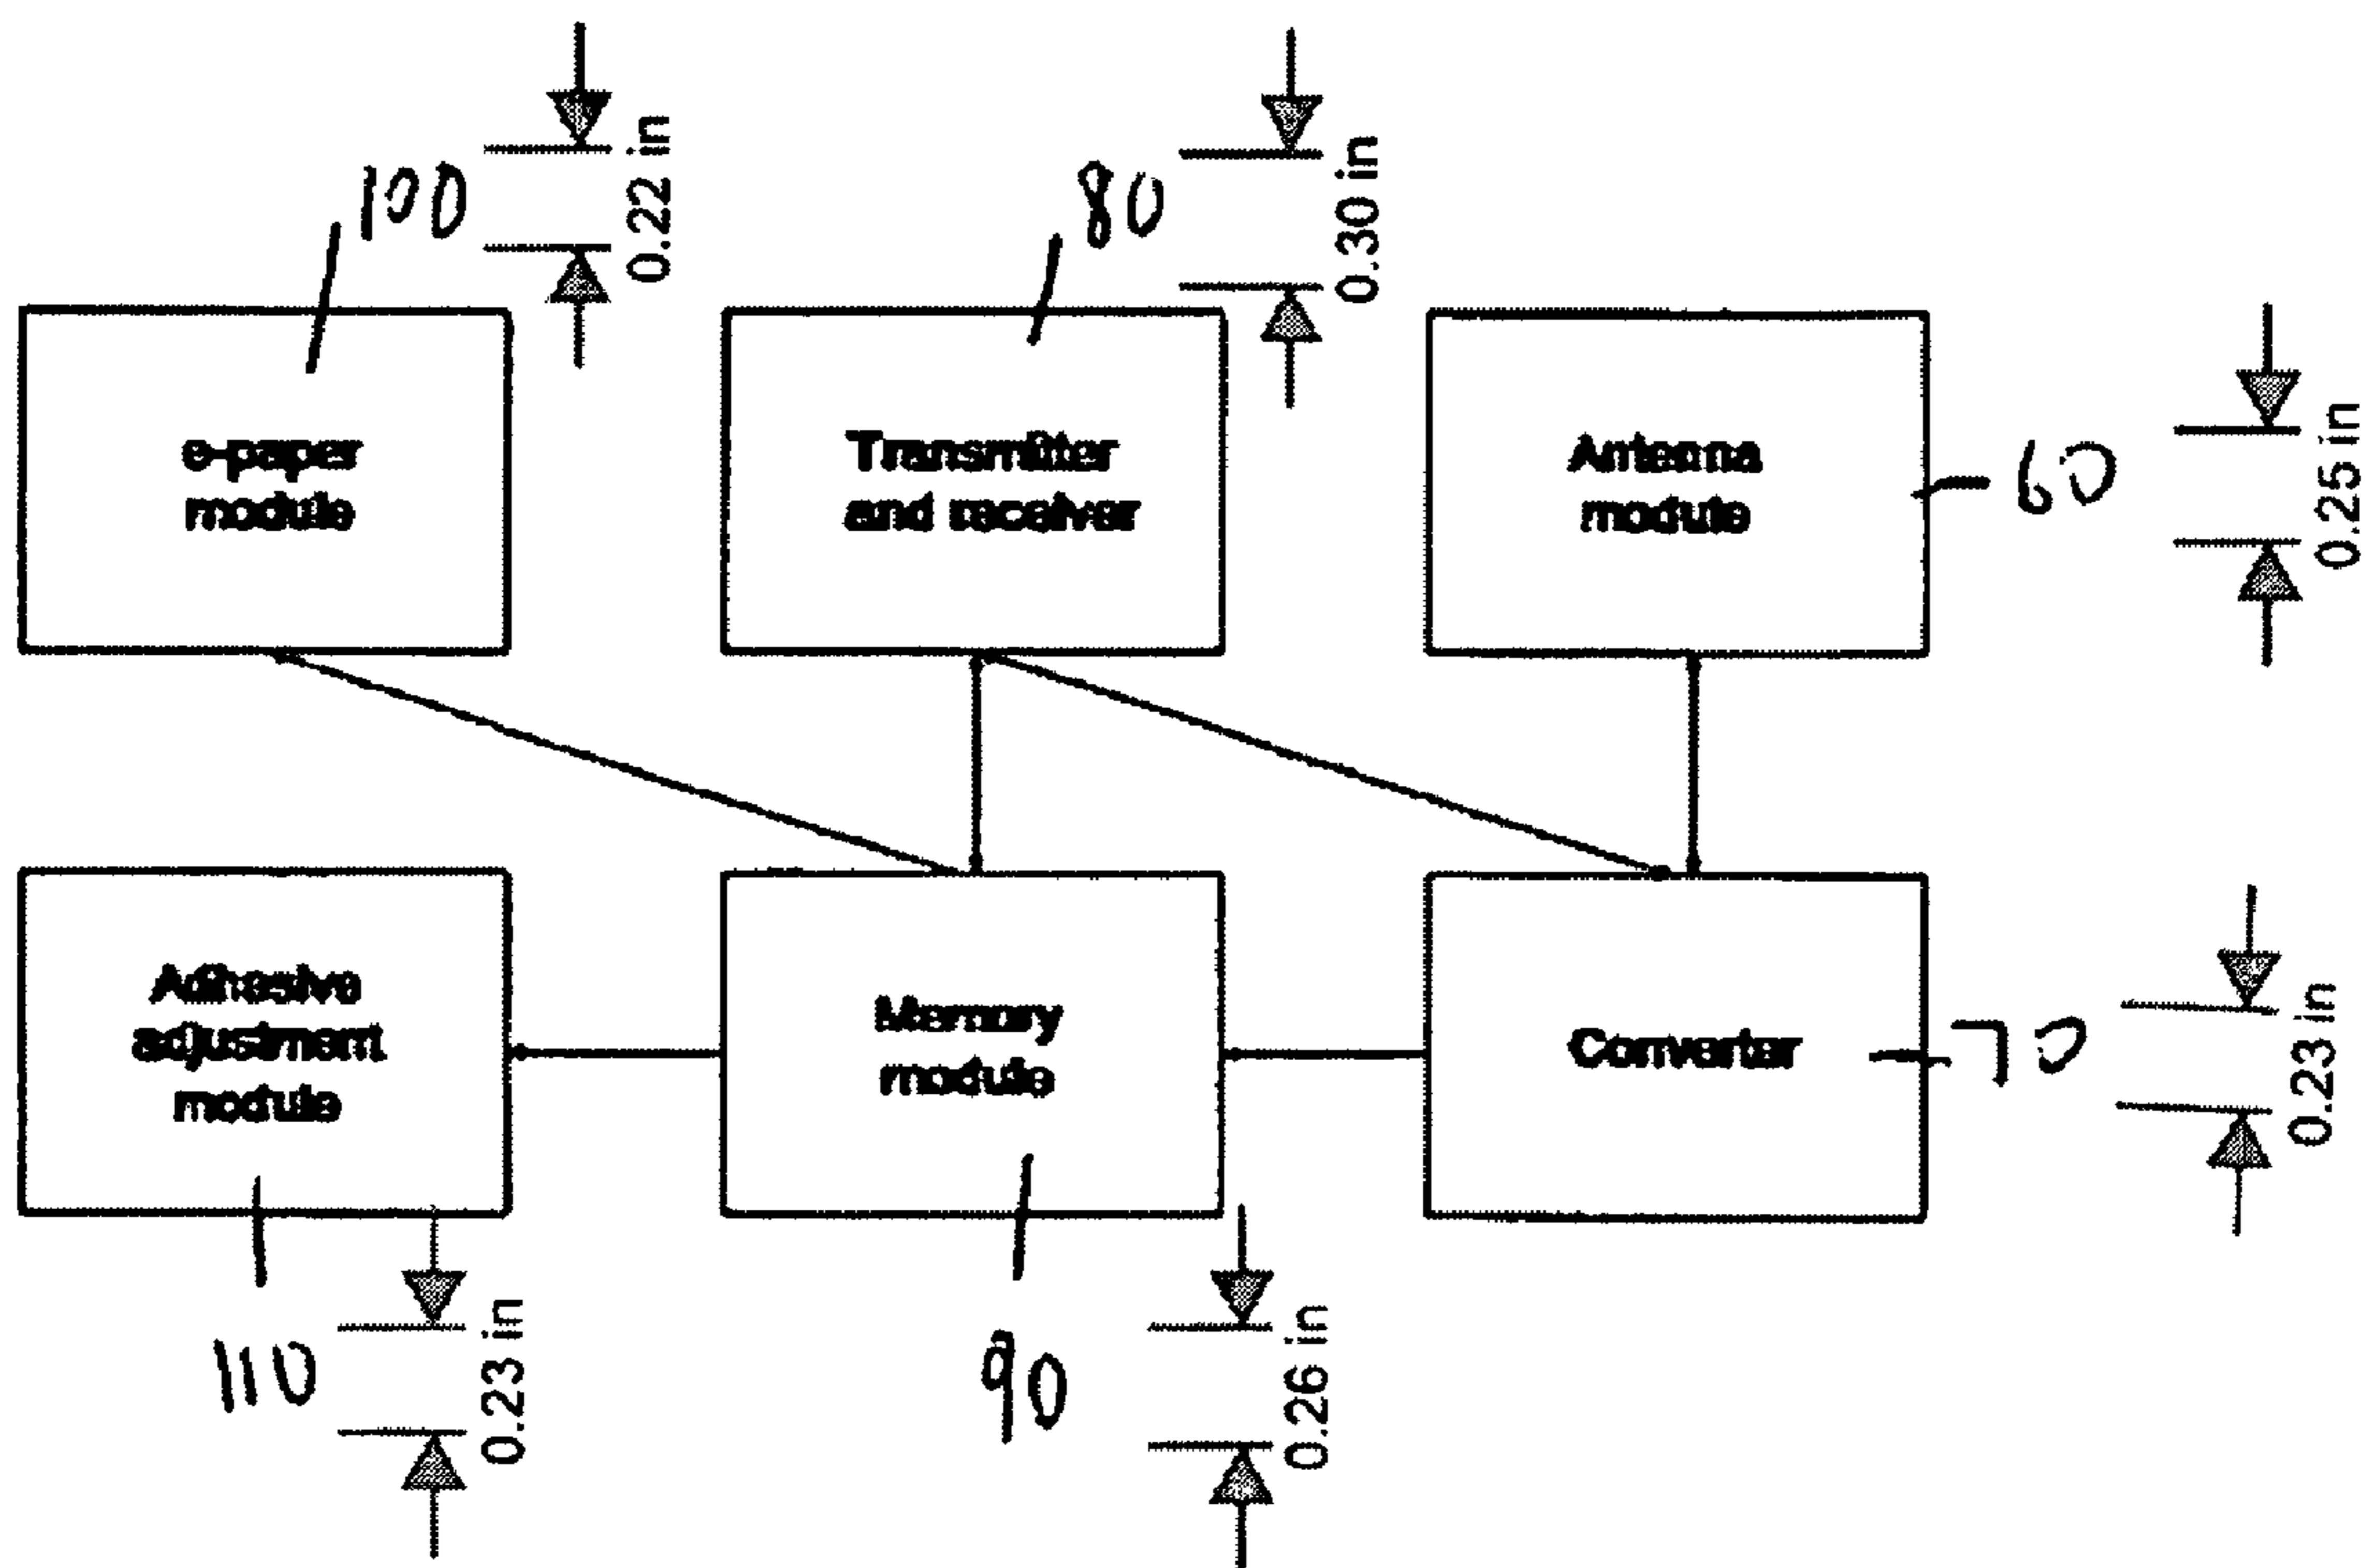 100
0.22 in
80
0.30 in
e-paper
module
Transmitter
and receiver
Antenna
module
60
0.25 in
Adhesive
adjustment
module
Memory
module
Converter
70
0.23 in
110
0.23 in
90
0.26 in